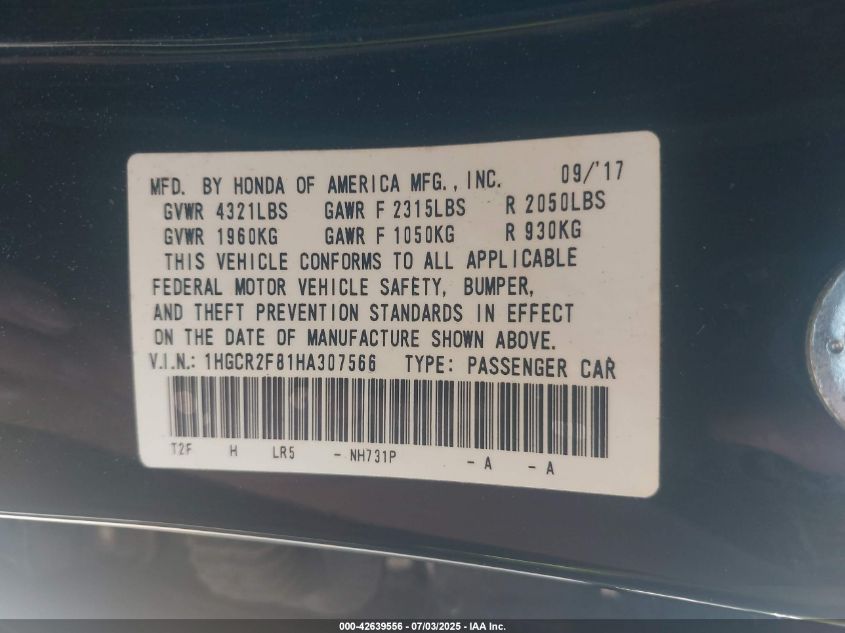 MFD. BY HONDA OF AMERICA MFG., INC. 09/'17
GVWR 4321LBS GAWR F 2315LBS R 2050LBS
GVWR 1960KG GAWR F 1050KG R 930KG
THIS VEHICLE CONFORMS TO ALL APPLICABLE
FEDERAL MOTOR VEHICLE SAFETY, BUMPER,
AND THEFT PREVENTION STANDARDS IN EFFECT
ON THE DATE OF MANUFACTURE SHOWN ABOVE.
V.I.N.: 1HGCR2F81HA307566 TYPE: PASSENGER CAR
T2F H LR5 - NH731P - A - A
000-42639556 - 07/03/2025 - IAA Inc.